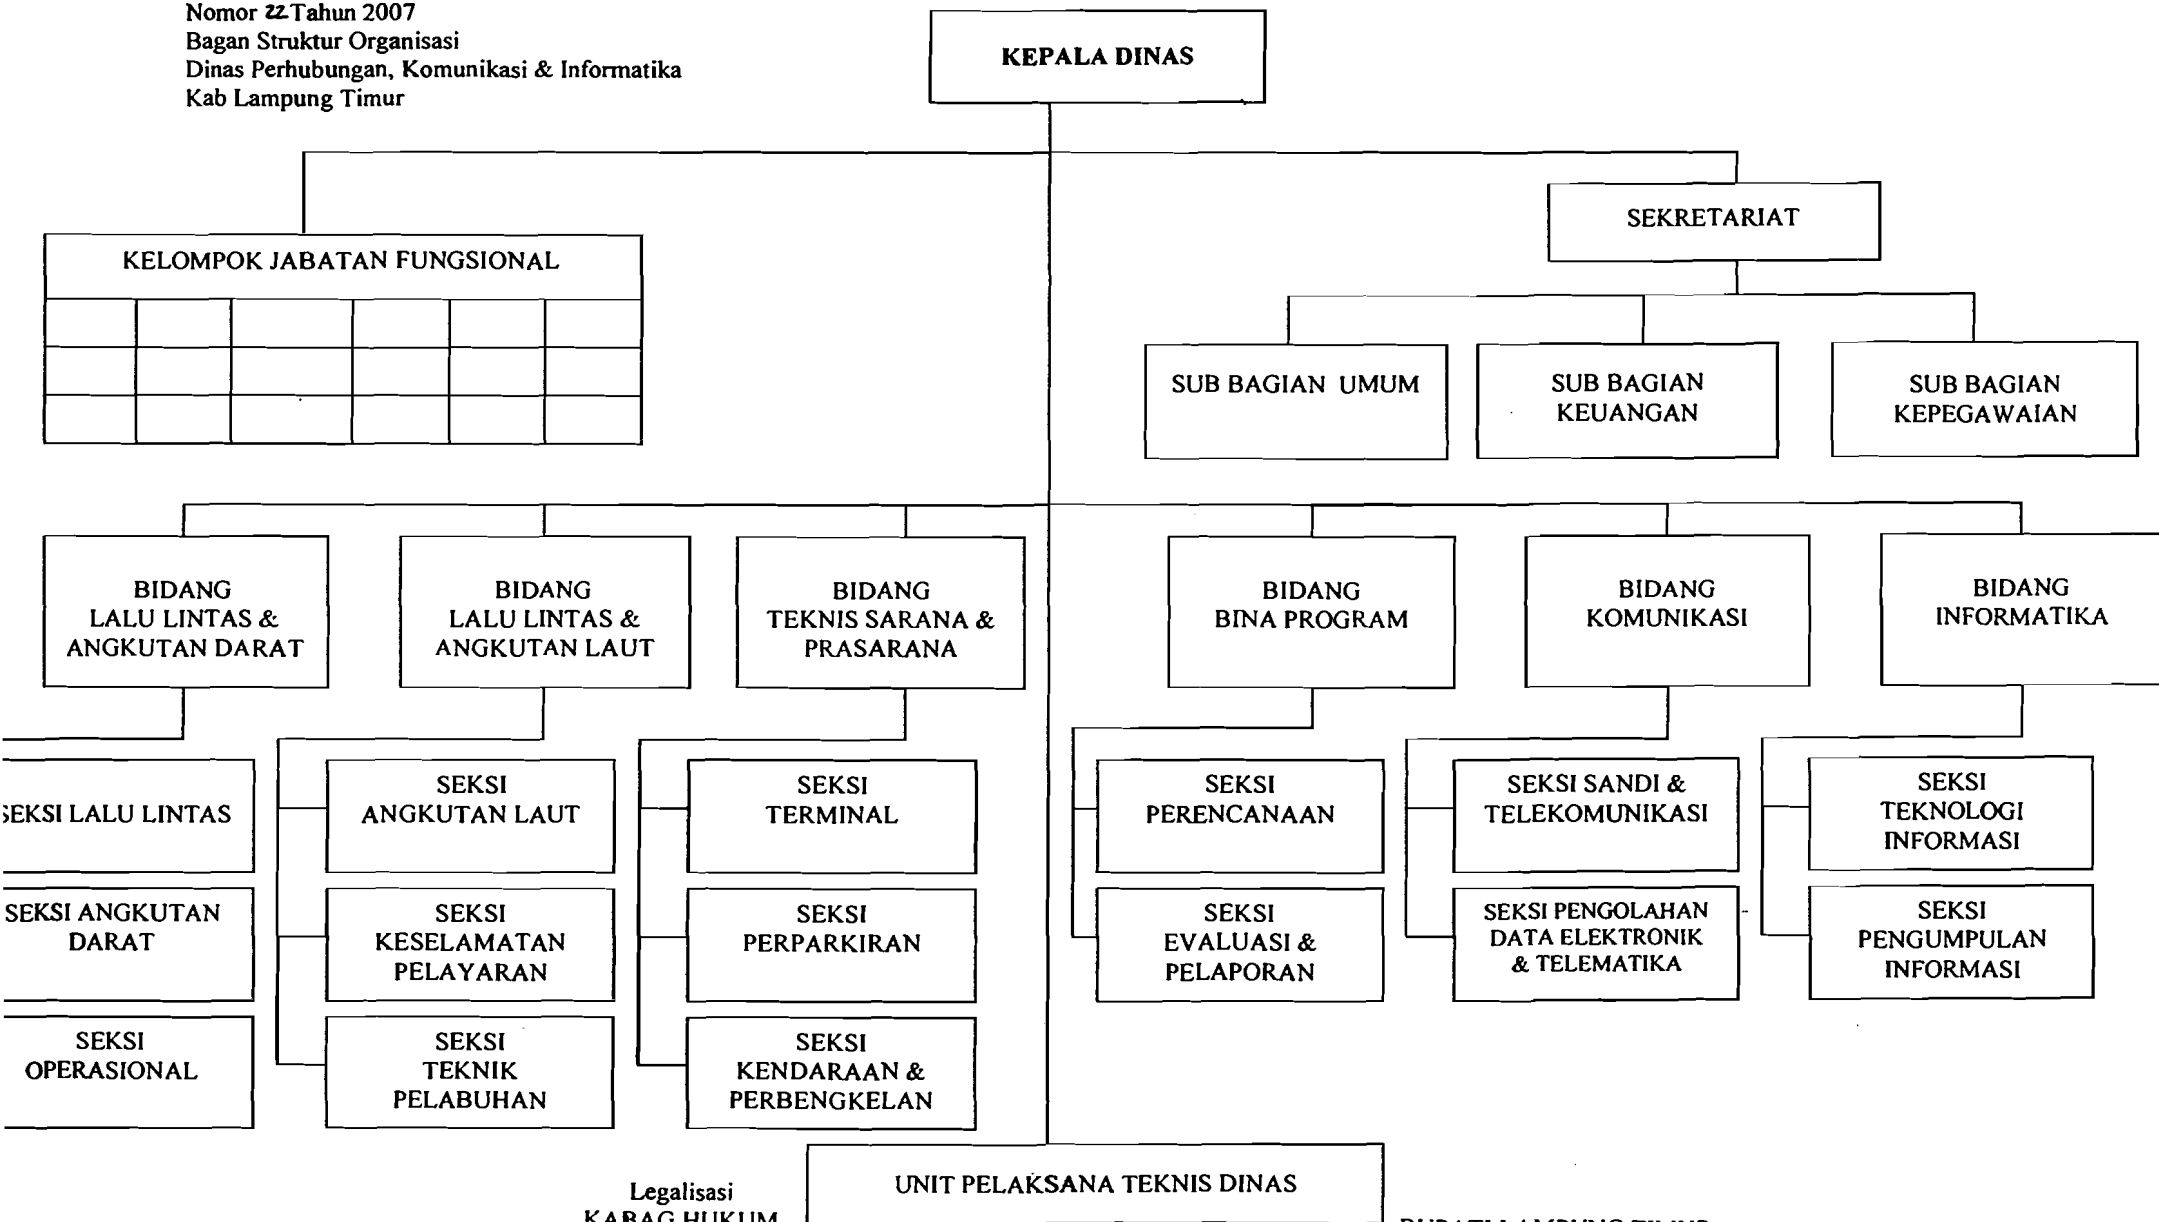 Nomor 22 Tahun 2007
Bagan Struktur Organisasi
Dinas Perhubungan, Komunikasi & Informatika
Kab Lampung Timur
KEPALA DINAS
SEKRETARIAT
KELOMPOK JABATAN FUNGSIONAL
SUB BAGIAN UMUM
SUB BAGIAN
KEUANGAN
SUB BAGIAN
KEPEGAWAIAN
BIDANG
LALU LINTAS &
ANGKUTAN DARAT
BIDANG
LALU LINTAS &
ANGKUTAN LAUT
BIDANG
TEKNIS SARANA &
PRASARANA
BIDANG
BINA PROGRAM
BIDANG
KOMUNIKASI
BIDANG
INFORMATIKA
SEKSI LALU LINTAS
SEKSI ANGKUTAN
DARAT
SEKSI
OPERASIONAL
SEKSI
ANGKUTAN LAUT
SEKSI
KESELAMATAN
PELAYARAN
SEKSI
TEKNIK
PELABUHAN
SEKSI
TERMINAL
SEKSI
PERPARKIRAN
SEKSI
KENDARAAN &
PERBENGKELAN
SEKSI
PERENCANAAN
SEKSI
EVALUASI &
PELAPORAN
SEKSI SANDI &
TELEKOMUNIKASI
SEKSI PENGOLAHAN
DATA ELEKTRONIK
& TELEMATIKA
SEKSI
TEKNOLOGI
INFORMASI
SEKSI
PENGUMPULAN
INFORMASI
UNIT PELAKSANA TEKNIS DINAS
Legalisasi
KABAG HUKUM